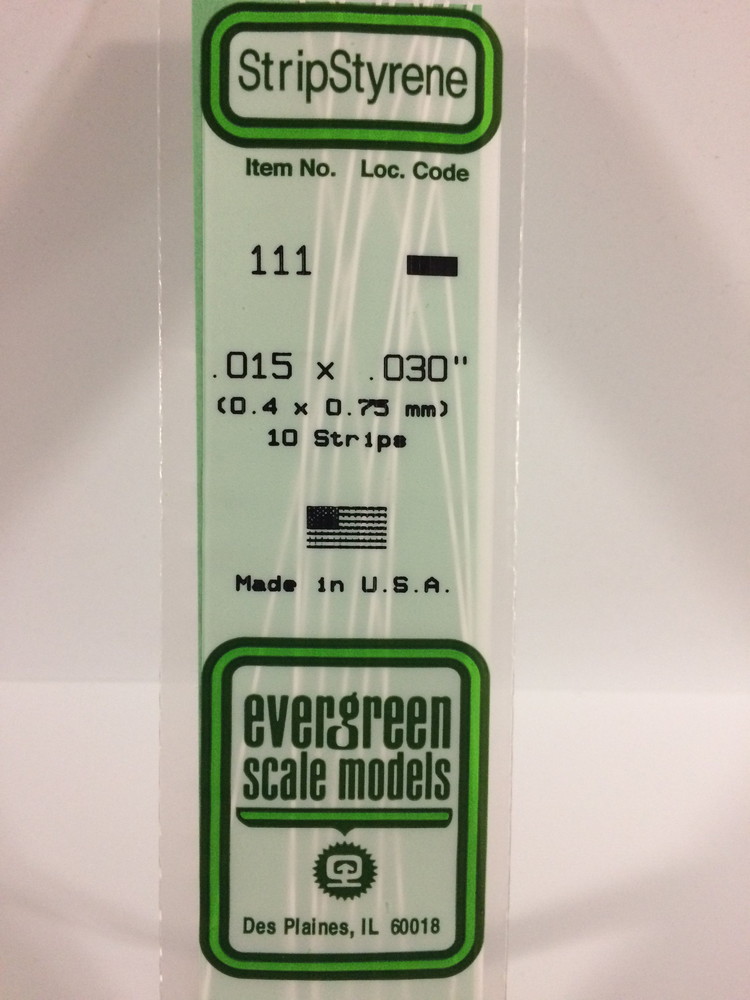 StripStyrene
Item No. Loc. Code
111
.015 x .030"
(0.4 x 0.75 mm)
10 Strips
Made in U.S.A.
evergreen
scale models
Des Plaines, IL 60018